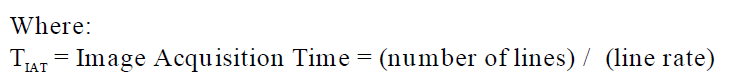 Where:
T_IAT = Image Acquisition Time = (number of lines) / (line rate)